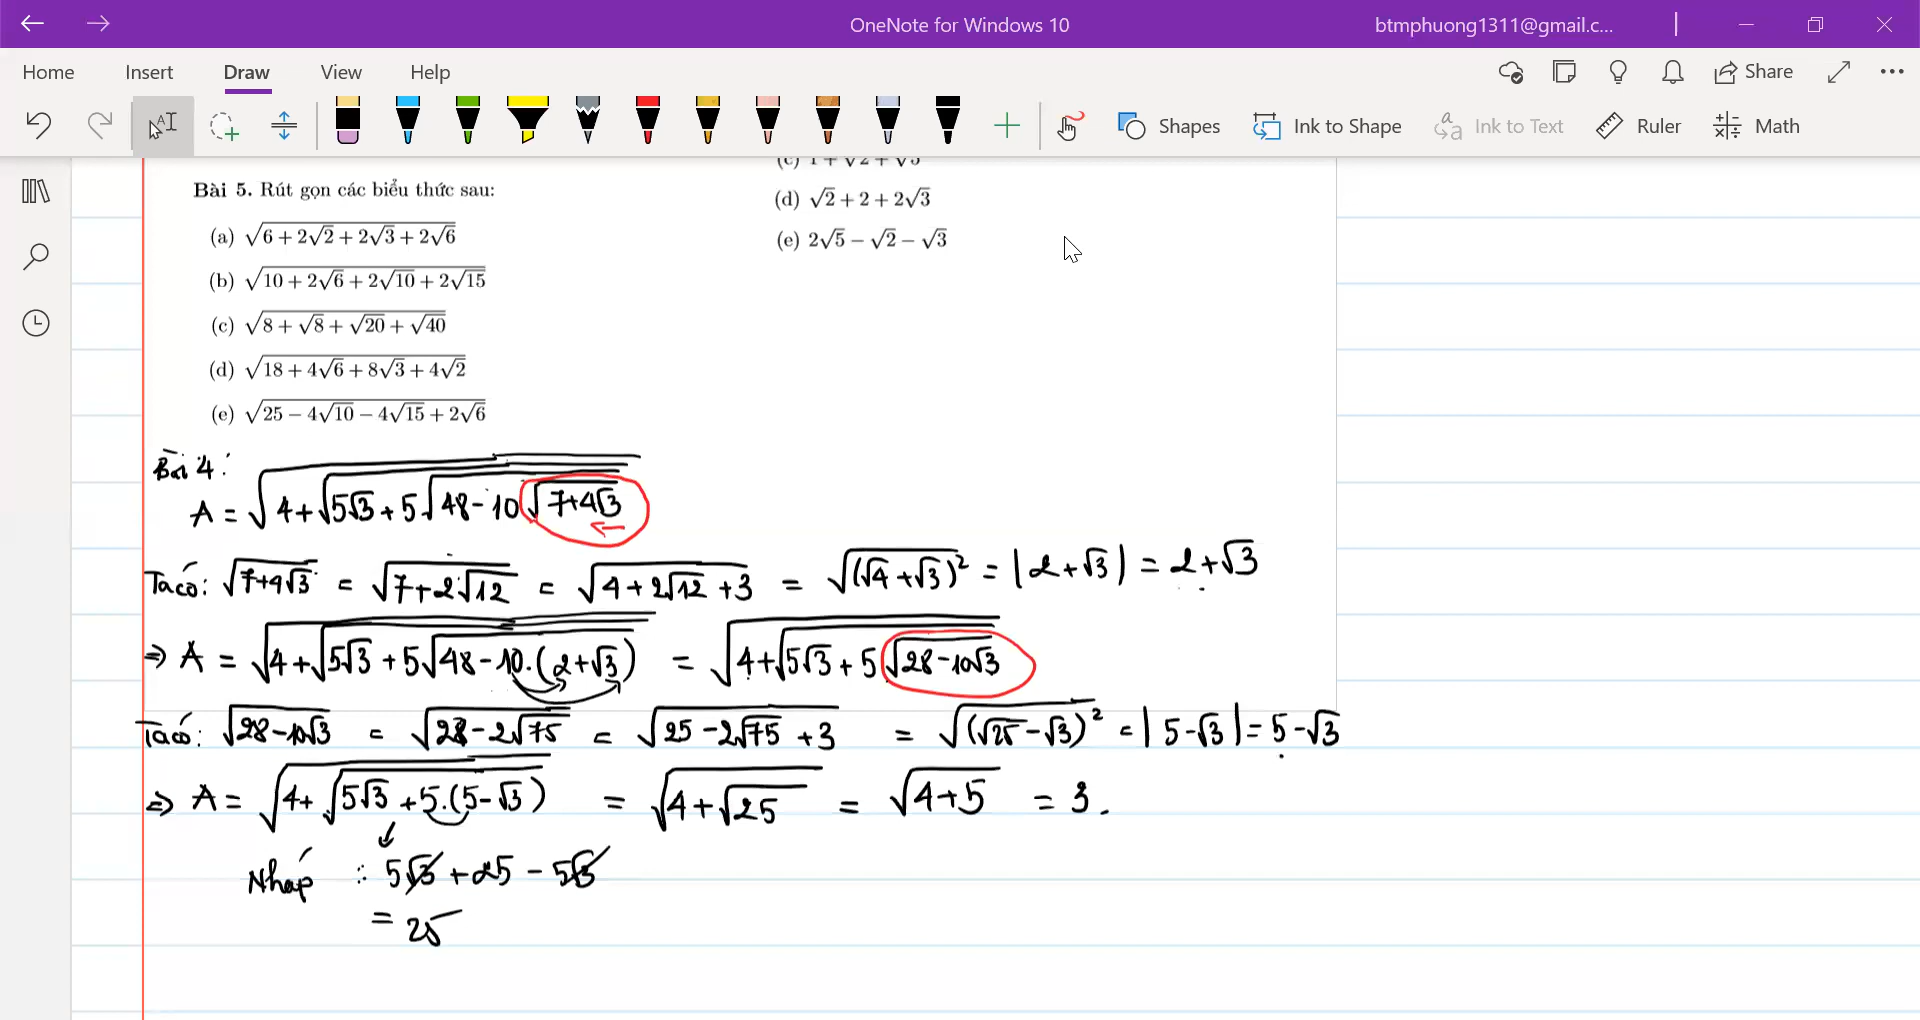 OneNote for Windows 10
btmphuong1311@gmail.c...
Home Insert Draw View Help
Share
Shapes Ink to Shape Ink to Text Ruler Math
(c) 1 + √2 + √5
Bài 5. Rút gọn các biểu thức sau:
(a) √(6 + 2√2 + 2√3 + 2√6)
(b) √(10 + 2√6 + 2√10 + 2√15)
(c) √(8 + √8 + √20 + √40)
(d) √(18 + 4√6 + 8√3 + 4√2)
(e) √(25 − 4√10 − 4√15 + 2√6)
(d) √2 + 2 + 2√3
(e) 2√5 − √2 − √3
Bài 4:
A = √(4+√(5√3 + 5√(48 − 10√(7+4√3))))
Ta có: √(7+4√3) = √(7+2√12) = √(4+2√12+3) = √((√4+√3)²) = |2+√3| = 2+√3
⇒ A = √(4+√(5√3 + 5√(48 − 10.(2+√3)))) = √(4+√(5√3 + 5√(28−10√3)))
Ta có: √(28−10√3) = √(28−2√75) = √(25−2√75+3) = √((√25−√3)²) = |5−√3| = 5−√3
⇒ A = √(4+√(5√3 + 5.(5−√3))) = √(4+√25) = √(4+5) = 3.
Nháp : 5√3 + 25 − 5√3
= 25